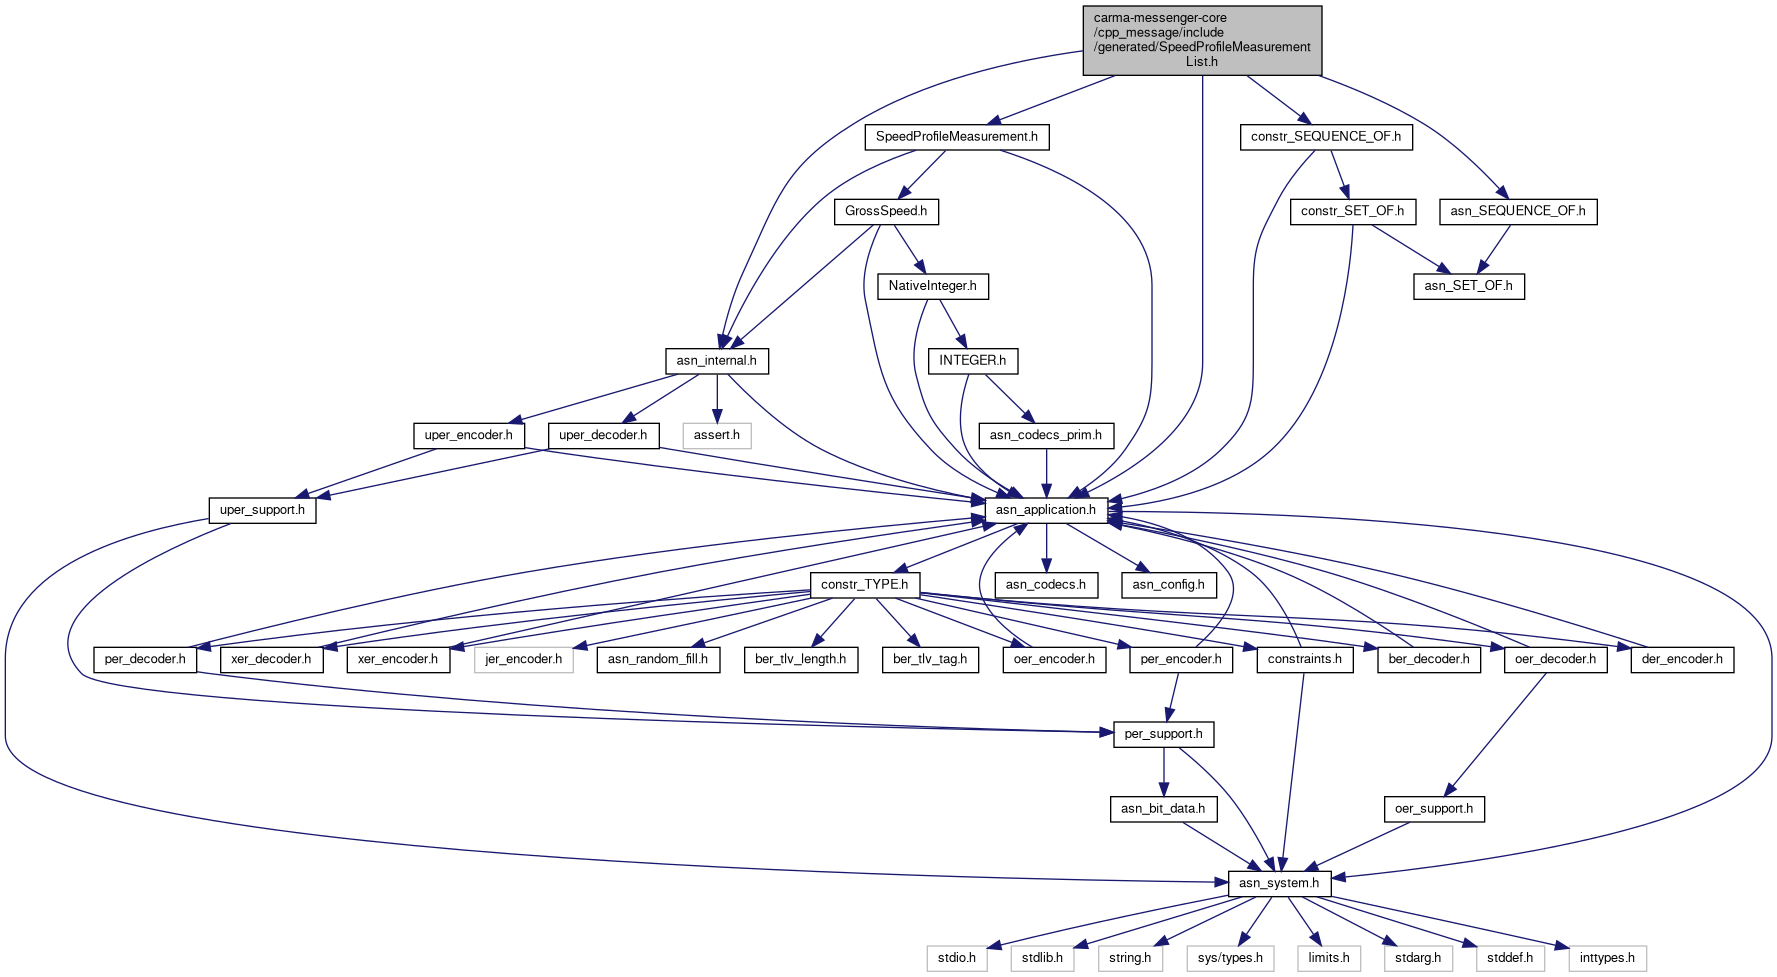 carma-messenger-core
/cpp_message/include
/generated/SpeedProfileMeasurement
List.h
SpeedProfileMeasurement.h
constr_SEQUENCE_OF.h
GrossSpeed.h
constr_SET_OF.h
asn_SEQUENCE_OF.h
NativeInteger.h
asn_SET_OF.h
asn_internal.h
INTEGER.h
uper_encoder.h
uper_decoder.h
assert.h
asn_codecs_prim.h
uper_support.h
asn_application.h
constr_TYPE.h
asn_codecs.h
asn_config.h
per_decoder.h
xer_decoder.h
xer_encoder.h
jer_encoder.h
asn_random_fill.h
ber_tlv_length.h
ber_tlv_tag.h
oer_encoder.h
per_encoder.h
constraints.h
ber_decoder.h
oer_decoder.h
der_encoder.h
per_support.h
asn_bit_data.h
oer_support.h
asn_system.h
stdio.h
stdlib.h
string.h
sys/types.h
limits.h
stdarg.h
stddef.h
inttypes.h